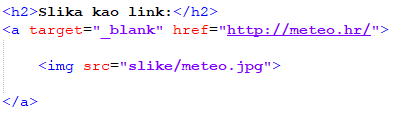 <h2>Slika kao link:</h2>
<a target="_blank" href="http://meteo.hr/">
<img src="slike/meteo.jpg">
</a>